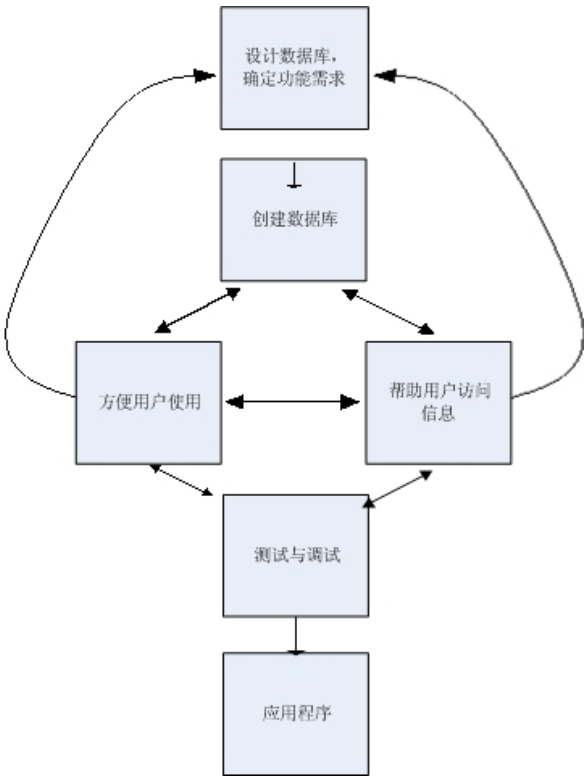 设计数据库，
确定功能需求
创建数据库
方便用户使用
帮助用户访问
信息
测试与调试
应用程序